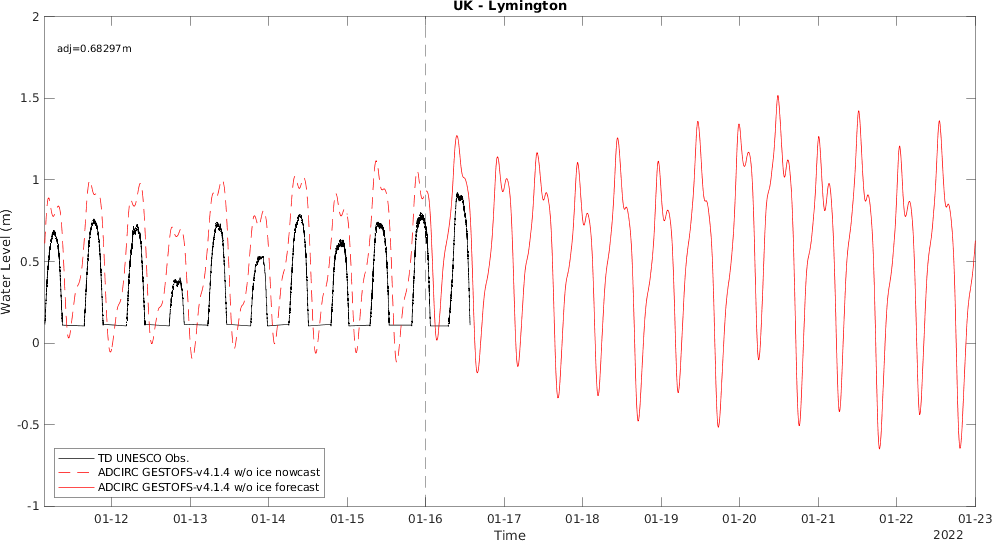 UK - Lymington
adj=0.68297m
Water Level (m)
2
1.5
1
0.5
0
-0.5
-1
TD UNESCO Obs.
ADCIRC GESTOFS-v4.1.4 w/o ice nowcast
ADCIRC GESTOFS-v4.1.4 w/o ice forecast
01-12 01-13 01-14 01-15 01-16 01-17 01-18 01-19 01-20 01-21 01-22 01-23
Time
2022